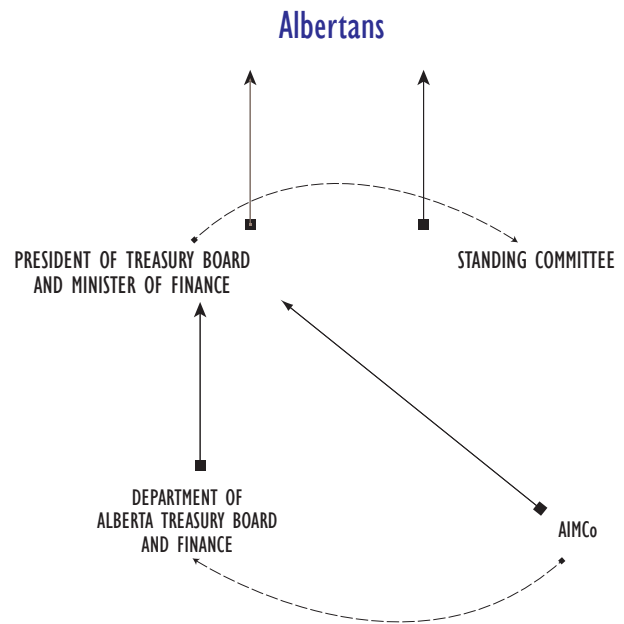 Albertans
PRESIDENT OF TREASURY BOARD
AND MINISTER OF FINANCE
STANDING COMMITTEE
DEPARTMENT OF
ALBERTA TREASURY BOARD
AND FINANCE
AIMCo